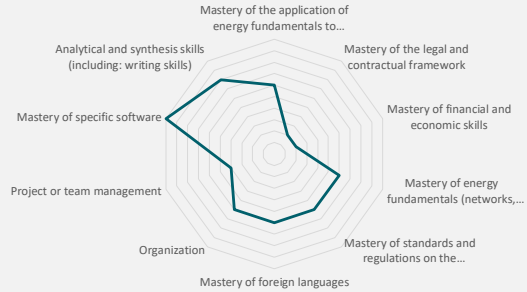 Mastery of the application of
energy fundamentals to...
Mastery of the legal and
contractual framework
Mastery of financial and
economic skills
Mastery of energy
fundamentals (networks,...
Mastery of standards and
regulations on the...
Mastery of foreign languages
Organization
Project or team management
Mastery of specific software
Analytical and synthesis skills
(including: writing skills)